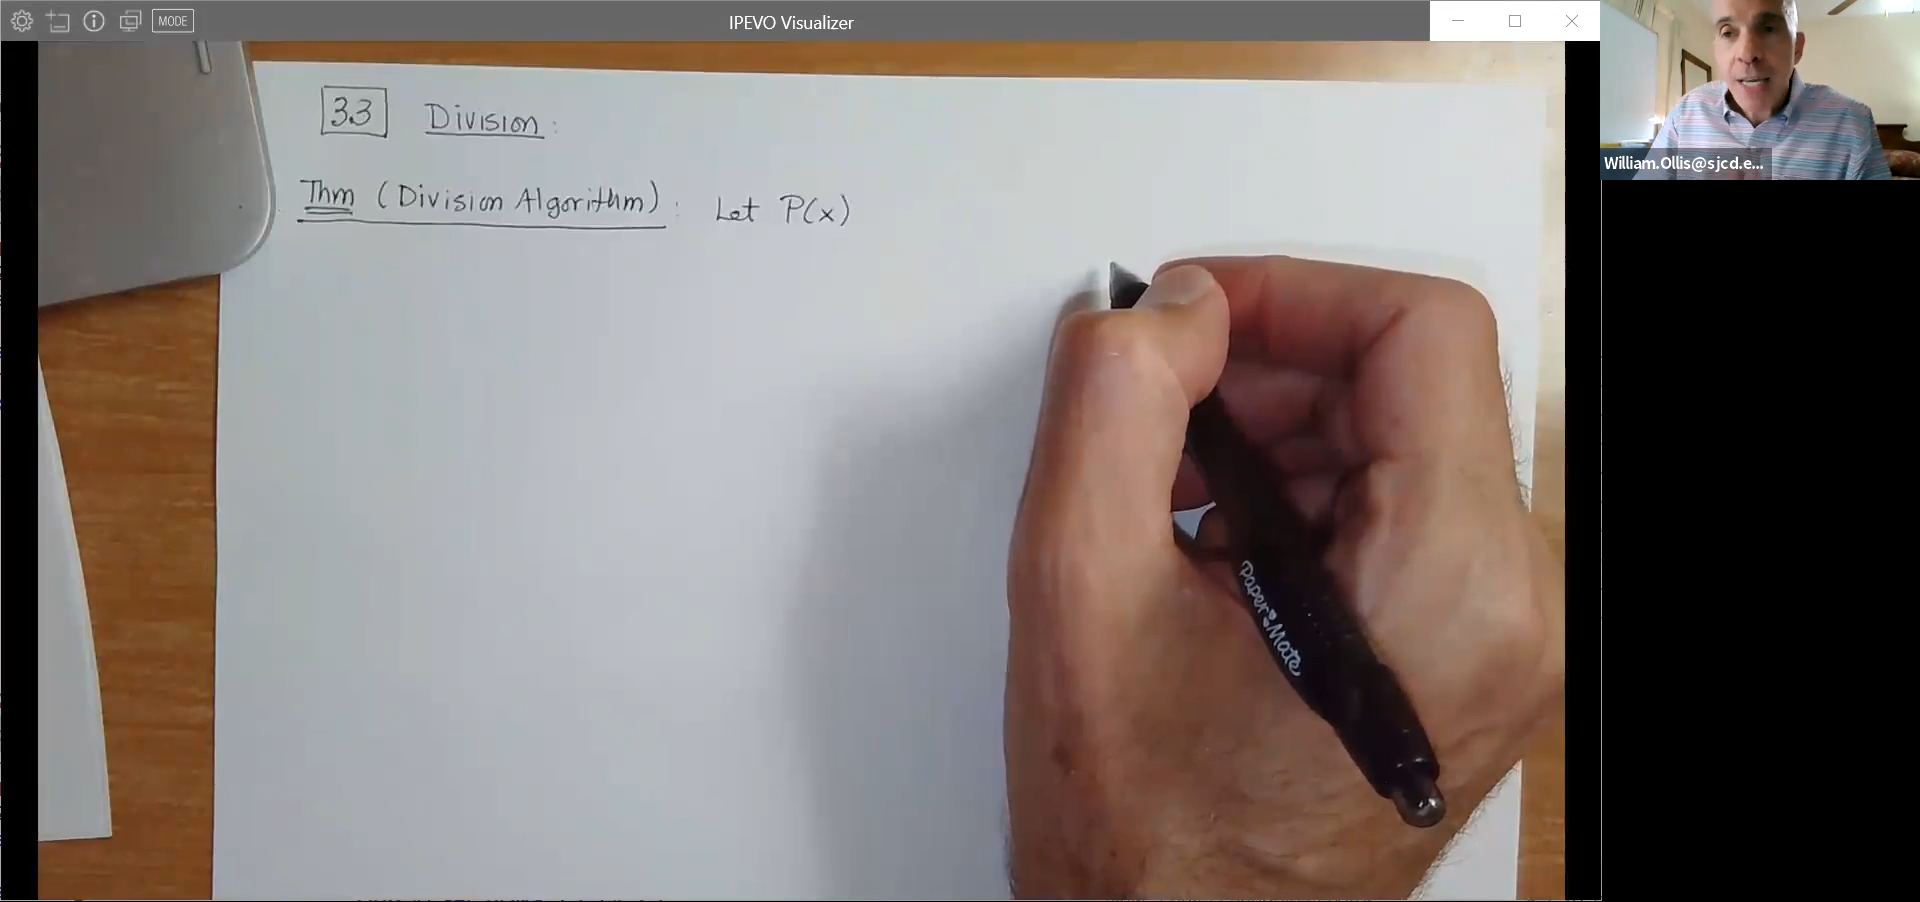 MODE
IPEVO Visualizer
3.3 Division:
Thm (Division Algorithm): Let P(x)
William.Ollis@sjcd.e...
Paper Mate